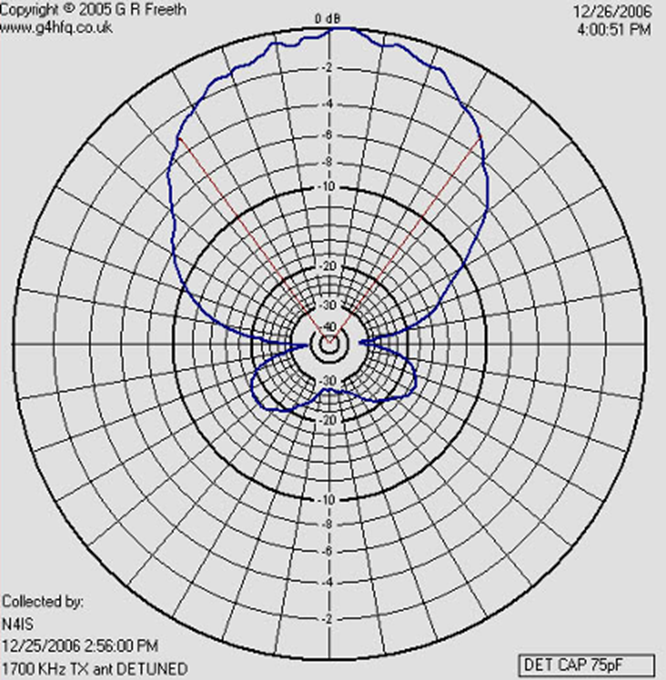 Copyright © 2005 G R Freeth
www.g4hfq.co.uk
12/26/2006
4:00:51 PM
0 dB
-2
-4
-6
-8
-10
-20
-30
-40
-30
-20
-10
-8
-6
-4
-2
Collected by:
N4IS
12/25/2006 2:56:00 PM
1700 KHz TX ant DETUNED
DET CAP 75pF